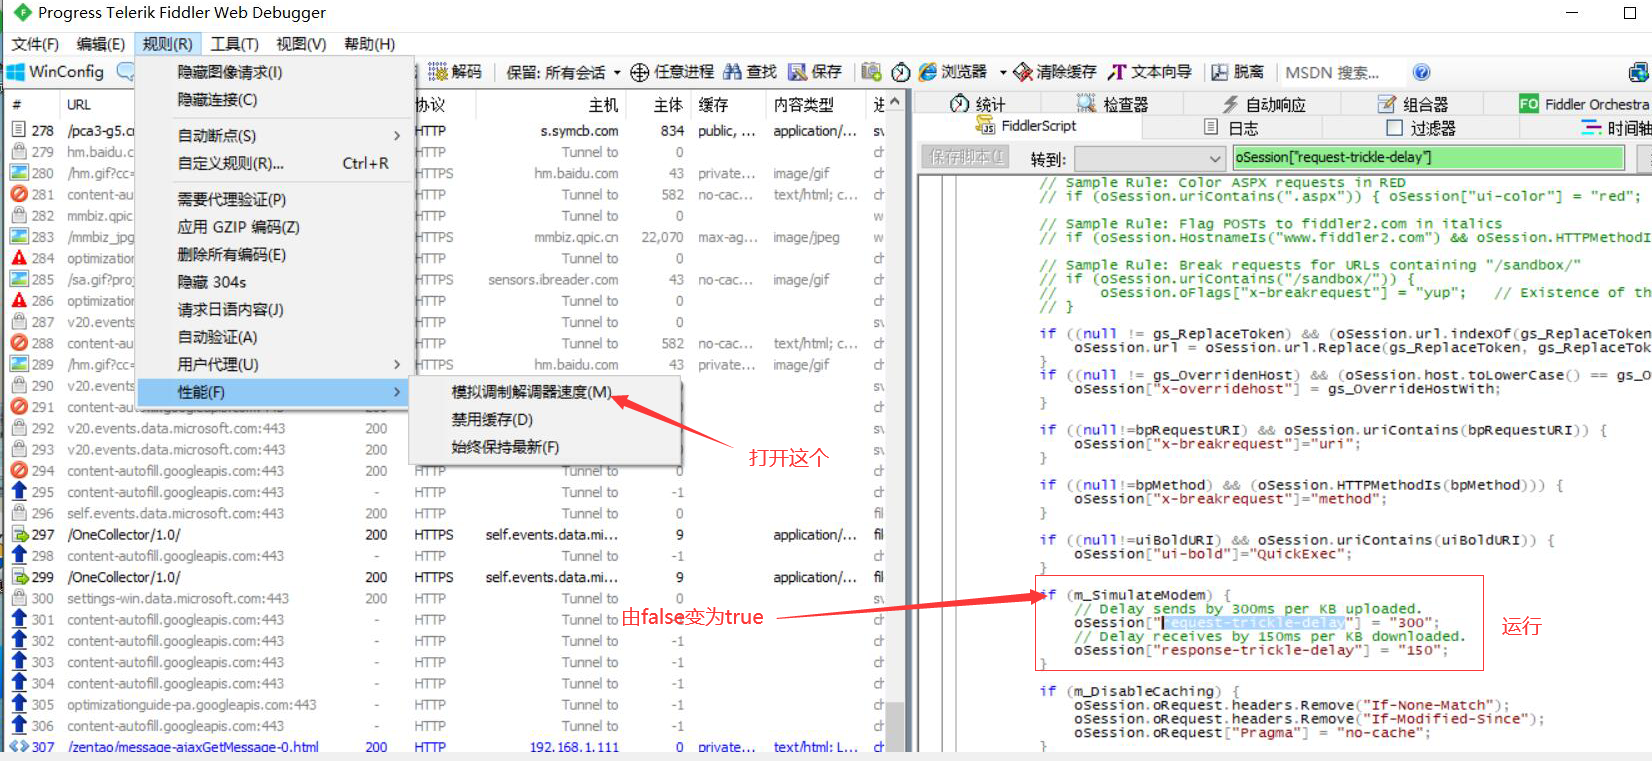 Progress Telerik Fiddler Web Debugger
文件(F) 编辑(E) 规则(R) 工具(T) 视图(V) 帮助(H)
WinConfig 解码 保留: 所有会话 任意进程 查找 保存 浏览器 清除缓存 文本向导 脱离 MSDN 搜索...
隐藏图像请求(I)
隐藏连接(C)
自动断点(S)
自定义规则(R)... Ctrl+R
需要代理验证(P)
应用 GZIP 编码(Z)
删除所有编码(E)
隐藏 304s
请求日语内容(J)
自动验证(A)
用户代理(U)
性能(F)
模拟调制解调器速度(M)
禁用缓存(D)
始终保持最新(F)
打开这个
# URL 协议 主机 主体 缓存 内容类型 进
278 /pca3-g5.c HTTP s.symcb.com 834 public, ... application/... sv
279 hm.baidu.c HTTP Tunnel to 0 ch
280 /hm.gif?cc= HTTPS hm.baidu.com 43 private... image/gif ch
281 content-au HTTP Tunnel to 582 no-cac... text/html; c... ch
282 mmbiz.qpic HTTP Tunnel to 0 w
283 /mmbiz_jpg HTTPS mmbiz.qpic.cn 22,070 max-ag... image/jpeg w
284 optimization HTTP Tunnel to 0 ch
285 /sa.gif?proj HTTPS sensors.ibreader.com 43 no-cac... image/gif ch
286 optimization HTTP Tunnel to 0 ch
287 v20.events HTTP Tunnel to 0 sv
288 content-au HTTP Tunnel to 582 no-cac... text/html; c... ch
289 /hm.gif?cc= HTTPS hm.baidu.com 43 private... image/gif ch
290 v20.events
291 content-au
292 v20.events.data.microsoft.com:443 200
293 v20.events.data.microsoft.com:443 200
294 content-autofill.googleapis.com:443 200 HTTP Tunnel to 0 ch
295 content-autofill.googleapis.com:443 - HTTP Tunnel to -1 ch
296 self.events.data.microsoft.com:443 200 HTTP Tunnel to 0 fil
297 /OneCollector/1.0/ 200 HTTPS self.events.data.mi... 9 application/... fil
298 content-autofill.googleapis.com:443 - HTTP Tunnel to -1 ch
299 /OneCollector/1.0/ 200 HTTPS self.events.data.mi... 9 application/... fil
300 settings-win.data.microsoft.com:443 200 HTTP Tunnel to 0 sv
301 content-autofill.googleapis.com:443 - HTTP Tunnel to -1 ch
302 content-autofill.googleapis.com:443 - HTTP Tunnel to -1 ch
303 content-autofill.googleapis.com:443 - HTTP Tunnel to -1 ch
304 content-autofill.googleapis.com:443 - HTTP Tunnel to -1 ch
305 optimizationguide-pa.googleapis.com:443 - HTTP Tunnel to -1 ch
306 content-autofill.googleapis.com:443 - HTTP Tunnel to -1 ch
307 /zentao/message-ajaxGetMessage-0.html 200 HTTP 192.168.1.111 0 private... text/html; L... ch
统计 检查器 自动响应 组合器 FO Fiddler Orchestra
FiddlerScript 日志 过滤器 时间轴
保存脚本(I 转到: oSession["request-trickle-delay"]
// Sample Rule: Color ASPX requests in RED
// if (oSession.uriContains(".aspx")) { oSession["ui-color"] = "red";
// Sample Rule: Flag POSTs to fiddler2.com in italics
// if (oSession.HostnameIs("www.fiddler2.com") && oSession.HTTPMethodI
// Sample Rule: Break requests for URLs containing "/sandbox/"
// if (oSession.uriContains("/sandbox/")) {
// oSession.oFlags["x-breakrequest"] = "yup"; // Existence of th
// }
if ((null != gs_ReplaceToken) && (oSession.url.indexOf(gs_ReplaceToken
oSession.url = oSession.url.Replace(gs_ReplaceToken, gs_ReplaceToken
}
if ((null != gs_OverridenHost) && (oSession.host.toLowerCase() == gs_O
oSession["x-overridehost"] = gs_OverrideHostWith;
}
if ((null!=bpRequestURI) && oSession.uriContains(bpRequestURI)) {
oSession["x-breakrequest"]="uri";
}
if ((null!=bpMethod) && (oSession.HTTPMethodIs(bpMethod))) {
oSession["x-breakrequest"]="method";
}
if ((null!=uiBoldURI) && oSession.uriContains(uiBoldURI)) {
oSession["ui-bold"]="QuickExec";
}
if (m_SimulateModem) {
// Delay sends by 300ms per KB uploaded.
oSession["request-trickle-delay"] = "300";
// Delay receives by 150ms per KB downloaded.
oSession["response-trickle-delay"] = "150";
}
if (m_DisableCaching) {
oSession.oRequest.headers.Remove("If-None-Match");
oSession.oRequest.headers.Remove("If-Modified-Since");
oSession.oRequest["Pragma"] = "no-cache";
}
由false变为true
运行